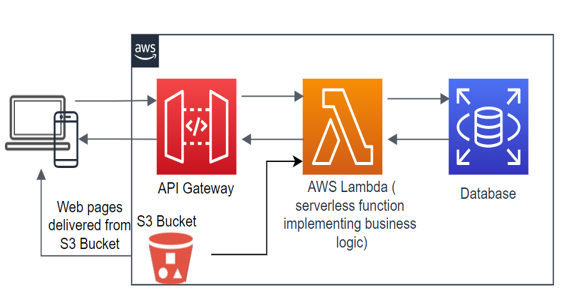 aws
</>
API Gateway
AWS Lambda (
serverless function
implementing business
logic)
Database
Web pages
delivered from
S3 Bucket
S3 Bucket